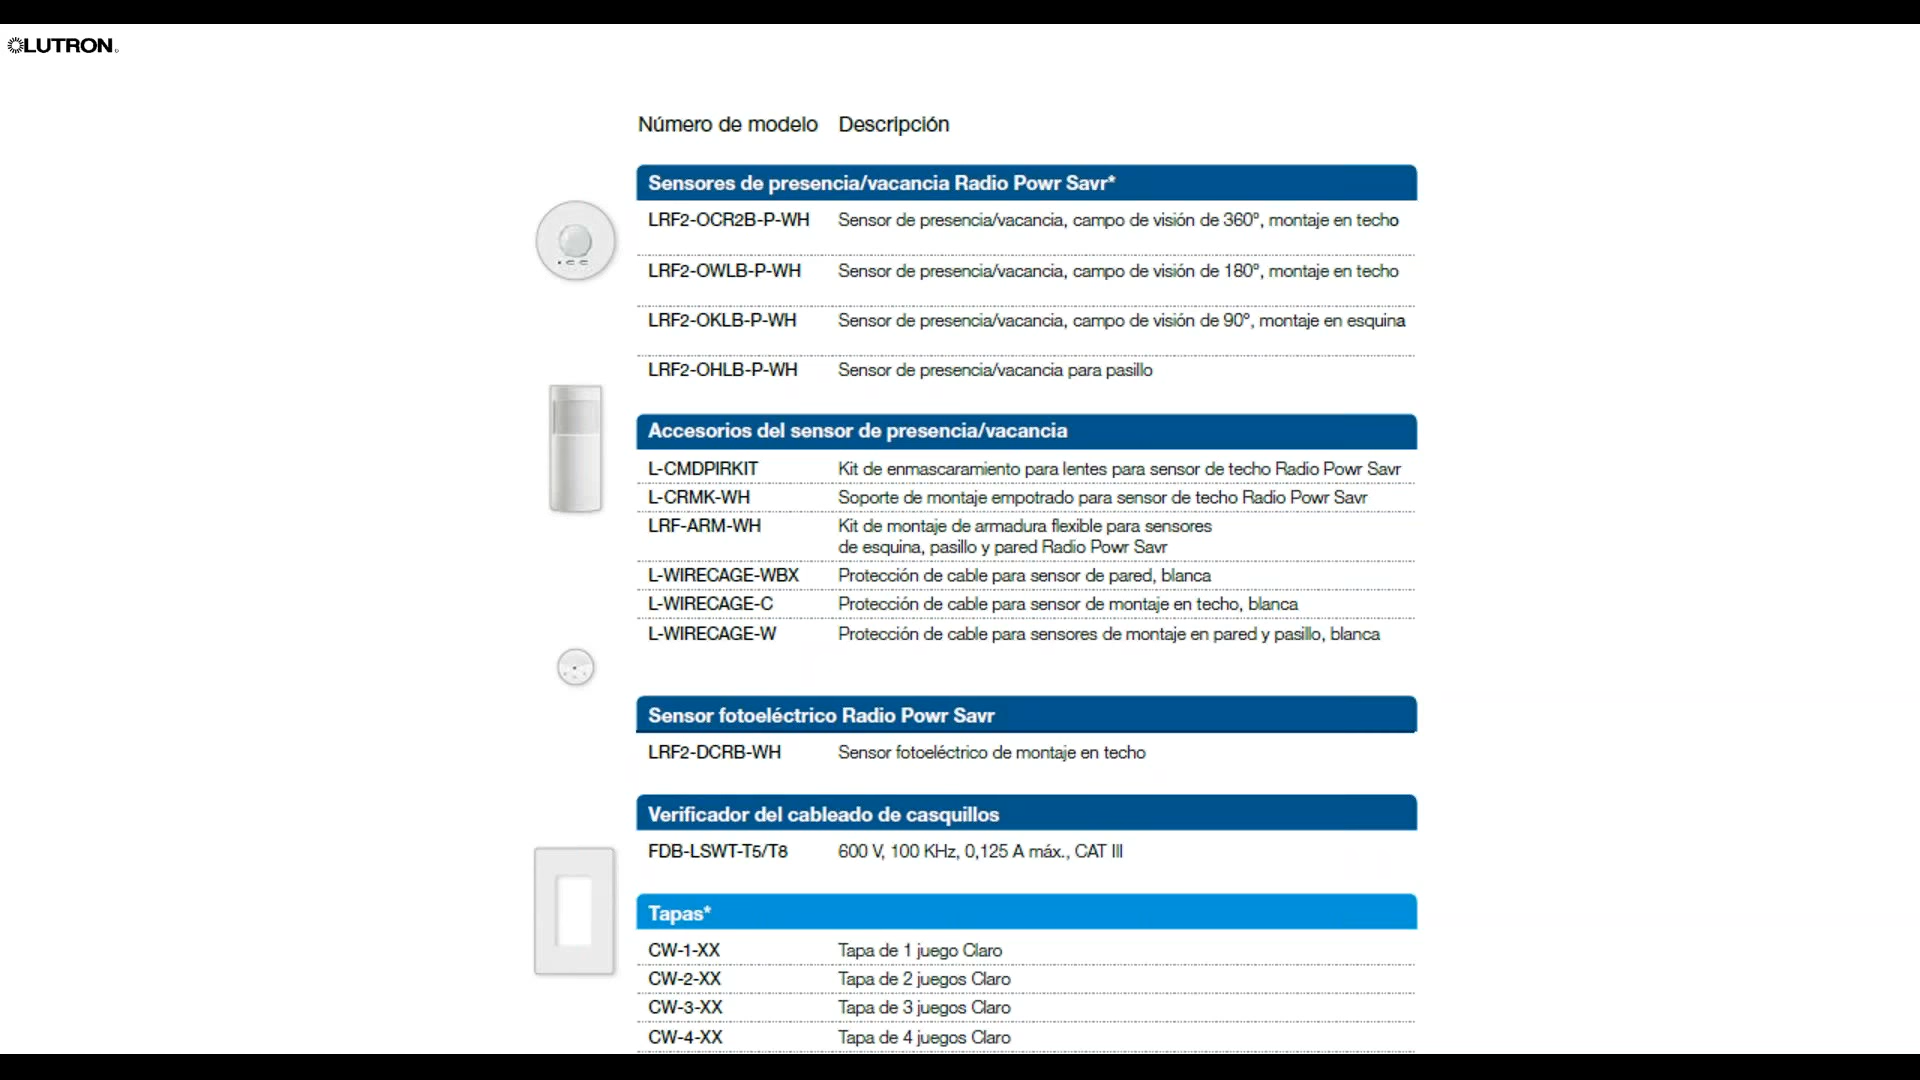 LUTRON
Número de modelo Descripción
Sensores de presencia/vacancia Radio Powr Savr*
LRF2-OCR2B-P-WH Sensor de presencia/vacancia, campo de visión de 360º, montaje en techo
LRF2-OWLB-P-WH Sensor de presencia/vacancia, campo de visión de 180º, montaje en techo
LRF2-OKLB-P-WH Sensor de presencia/vacancia, campo de visión de 90º, montaje en esquina
LRF2-OHLB-P-WH Sensor de presencia/vacancia para pasillo
Accesorios del sensor de presencia/vacancia
L-CMDPIRKIT Kit de enmascaramiento para lentes para sensor de techo Radio Powr Savr
L-CRMK-WH Soporte de montaje empotrado para sensor de techo Radio Powr Savr
LRF-ARM-WH Kit de montaje de armadura flexible para sensores
de esquina, pasillo y pared Radio Powr Savr
L-WIRECAGE-WBX Protección de cable para sensor de pared, blanca
L-WIRECAGE-C Protección de cable para sensor de montaje en techo, blanca
L-WIRECAGE-W Protección de cable para sensores de montaje en pared y pasillo, blanca
Sensor fotoeléctrico Radio Powr Savr
LRF2-DCRB-WH Sensor fotoeléctrico de montaje en techo
Verificador del cableado de casquillos
FDB-LSWT-T5/T8 600 V, 100 KHz, 0,125 A máx., CAT III
Tapas*
CW-1-XX Tapa de 1 juego Claro
CW-2-XX Tapa de 2 juegos Claro
CW-3-XX Tapa de 3 juegos Claro
CW-4-XX Tapa de 4 juegos Claro